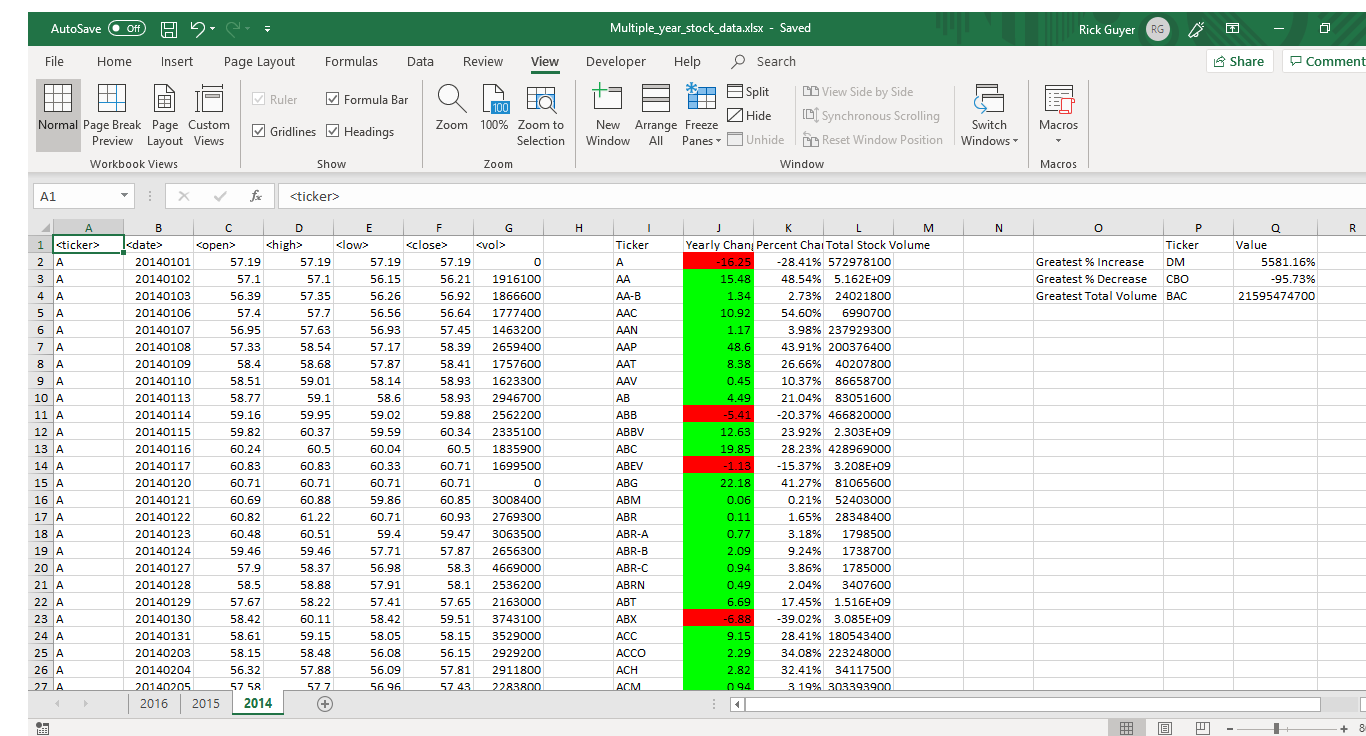 AutoSave Off Multiple_year_stock_data.xlsx - Saved Rick Guyer RG
File Home Insert Page Layout Formulas Data Review View Developer Help Search Share Comment
Normal Page Break Preview Page Layout Custom Views
Ruler Formula Bar
Gridlines Headings
Zoom 100 100% Zoom to Selection
New Window Arrange All Freeze Panes
Split
Hide
Unhide
View Side by Side
Synchronous Scrolling
Reset Window Position
Switch Windows Macros
Workbook Views Show Zoom Window Macros
A1 fx <ticker>
A B C D E F G H I J K L M N O P Q R
1 <ticker> <date> <open> <high> <low> <close> <vol> Ticker Yearly Chang Percent Chan Total Stock Volume Ticker Value
2 A 20140101 57.19 57.19 57.19 57.19 0 A -16.25 -28.41% 572978100 Greatest % Increase DM 5581.16%
3 A 20140102 57.1 57.1 56.15 56.21 1916100 AA 15.48 48.54% 5.162E+09 Greatest % Decrease CBO -95.73%
4 A 20140103 56.39 57.35 56.26 56.92 1866600 AA-B 1.34 2.73% 24021800 Greatest Total Volume BAC 21595474700
5 A 20140106 57.4 57.7 56.56 56.64 1777400 AAC 10.92 54.60% 6990700
6 A 20140107 56.95 57.63 56.93 57.45 1463200 AAN 1.17 3.98% 237929300
7 A 20140108 57.33 58.54 57.17 58.39 2659400 AAP 48.6 43.91% 200376400
8 A 20140109 58.4 58.68 57.87 58.41 1757600 AAT 8.38 26.66% 40207800
9 A 20140110 58.51 59.01 58.14 58.93 1623300 AAV 0.45 10.37% 86658700
10 A 20140113 58.77 59.1 58.6 58.93 2946700 AB 4.49 21.04% 83051600
11 A 20140114 59.16 59.95 59.02 59.88 2562200 ABB -5.41 -20.37% 466820000
12 A 20140115 59.82 60.37 59.59 60.34 2335100 ABBV 12.63 23.92% 2.303E+09
13 A 20140116 60.24 60.5 60.04 60.5 1835900 ABC 19.85 28.23% 428969000
14 A 20140117 60.83 60.83 60.33 60.71 1699500 ABEV -1.13 -15.37% 3.208E+09
15 A 20140120 60.71 60.71 60.71 60.71 0 ABG 22.18 41.27% 81065600
16 A 20140121 60.69 60.88 59.86 60.85 3008400 ABM 0.06 0.21% 52403000
17 A 20140122 60.82 61.22 60.71 60.93 2769300 ABR 0.11 1.65% 28348400
18 A 20140123 60.48 60.51 59.4 59.47 3063500 ABR-A 0.77 3.18% 1798500
19 A 20140124 59.46 59.46 57.71 57.87 2656300 ABR-B 2.09 9.24% 1738700
20 A 20140127 57.9 58.37 56.98 58.3 4669000 ABR-C 0.94 3.86% 1785000
21 A 20140128 58.5 58.88 57.91 58.1 2536200 ABRN 0.49 2.04% 3407600
22 A 20140129 57.67 58.22 57.41 57.65 2163000 ABT 6.69 17.45% 1.516E+09
23 A 20140130 58.42 60.11 58.42 59.51 3743100 ABX -6.88 -39.02% 3.085E+09
24 A 20140131 58.61 59.15 58.05 58.15 3529000 ACC 9.15 28.41% 180543400
25 A 20140203 58.15 58.48 56.08 56.15 2929200 ACCO 2.29 34.08% 223248000
26 A 20140204 56.32 57.88 56.09 57.81 2911800 ACH 2.82 32.41% 34117500
27 A 20140205 57.58 57.7 56.96 57.43 2283800 ACM 0.94 3.19% 303393900
2016 2015 2014